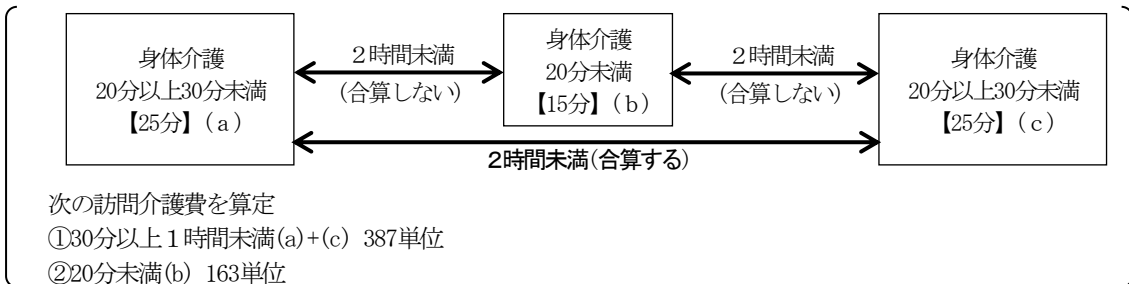 身体介護
20分以上30分未満
【25分】(a)
2時間未満
(合算しない)
身体介護
20分未満
【15分】(b)
2時間未満
(合算しない)
身体介護
20分以上30分未満
【25分】(c)
2時間未満(合算する)
次の訪問介護費を算定
①30分以上1時間未満(a)+(c) 387単位
②20分未満(b) 163単位